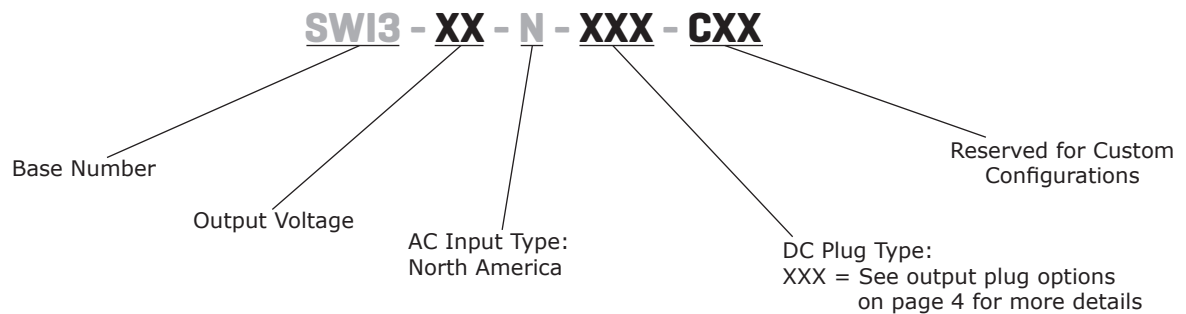 SWI3 - XX - N - XXX - CXX
Base Number
Output Voltage
AC Input Type:
North America
DC Plug Type:
XXX = See output plug options
on page 4 for more details
Reserved for Custom
Configurations